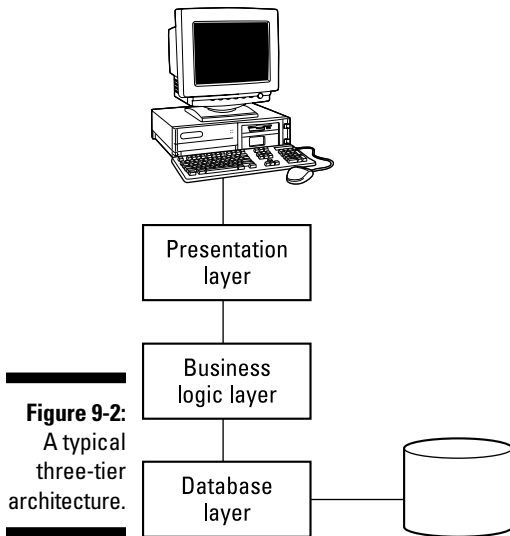 Presentation
layer
Business
logic layer
Figure 9-2:
A typical
three-tier
architecture.
Database
layer